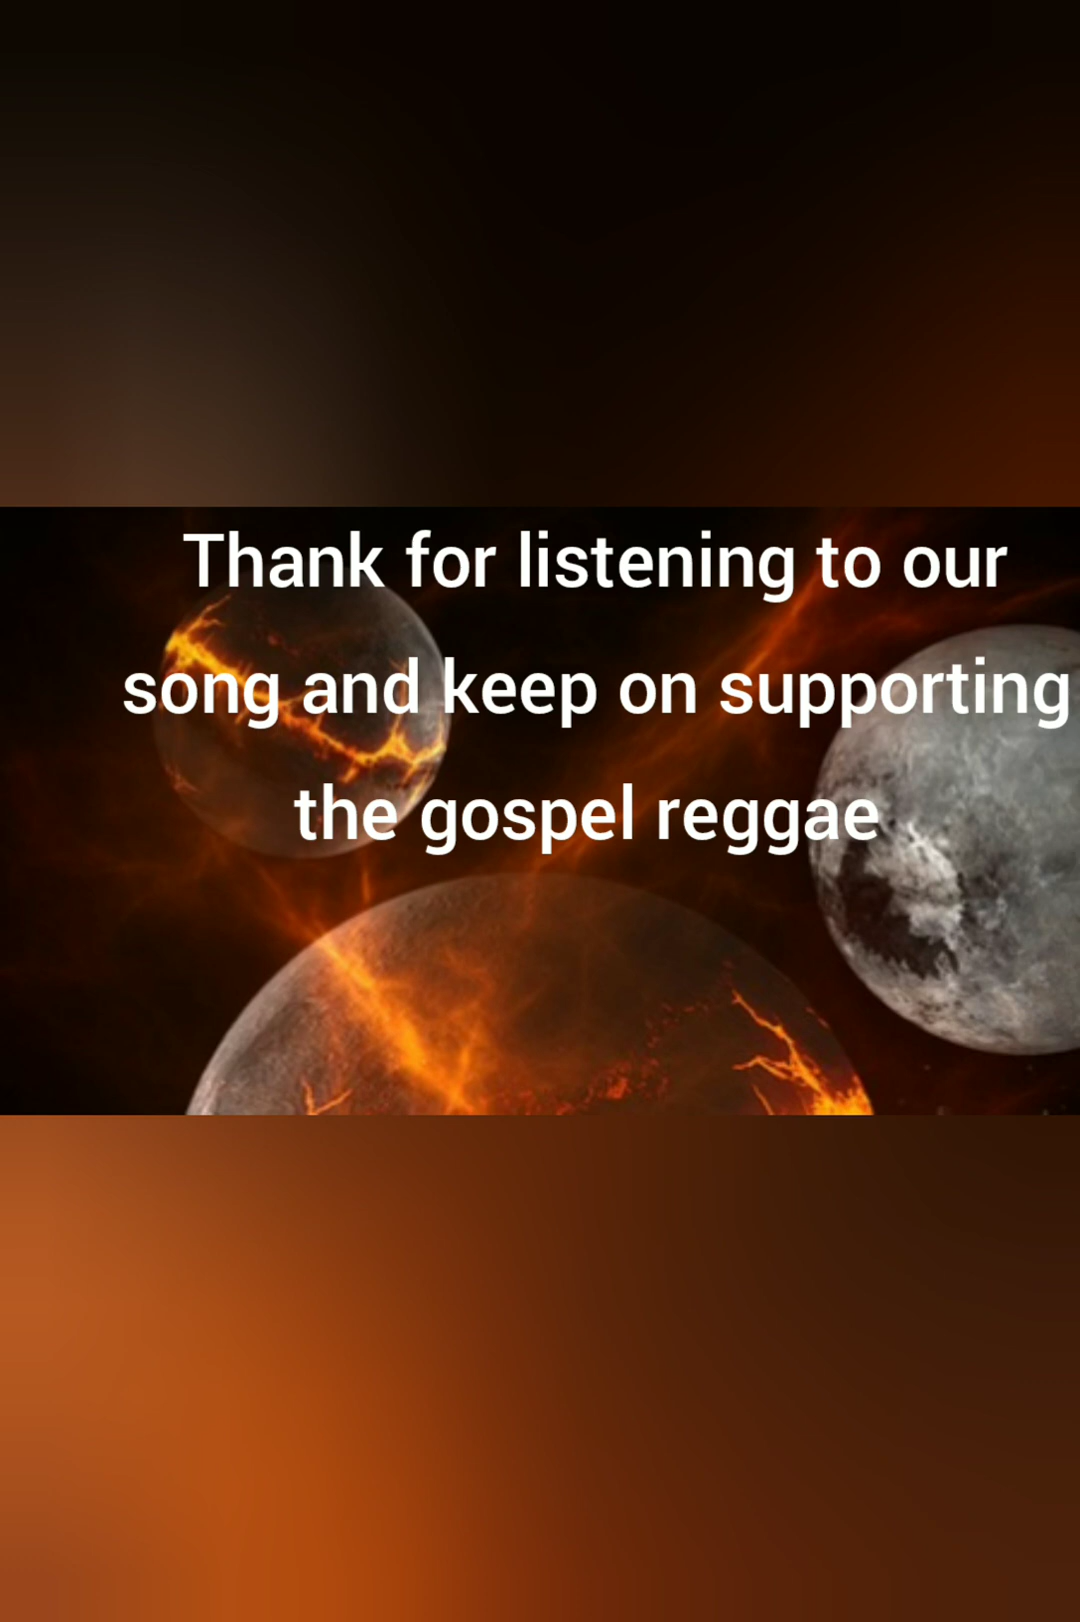 Thank for listening to our
song and keep on supporting
the gospel reggae